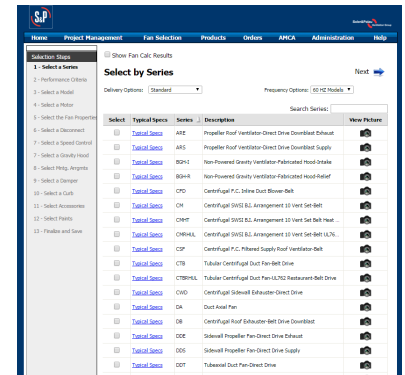 S&P
Home Project Management Fan Selection Products Orders AMCA Administration Help
Selection Steps
1 - Select a Series
2 - Performance Criteria
3 - Select a Model
4 - Select a Motor
5 - Select the Fan Properties
6 - Select a Disconnect
7 - Select a Speed Control
7 - Select a Gravity Hood
8 - Select Mntg. Arrgmts
9 - Select a Damper
10 - Select a Curb
11 - Select Accessories
12 - Select Paints
13 - Finalize and Save
Show Fan Calc Results
Select by Series
Next
Delivery Options: Standard Frequency Options: 60 HZ Models
Search Series:
Select Typical Specs Series Description View Picture
Typical Specs ARE Propeller Roof Ventilator-Direct Drive Downblast Exhaust
Typical Specs ARS Propeller Roof Ventilator-Direct Drive Downblast Supply
Typical Specs BGH-I Non-Powered Gravity Ventilator-Fabricated Hood-Intake
Typical Specs BGH-R Non-Powered Gravity Ventilator-Fabricated Hood-Relief
Typical Specs CFD Centrifugal F.C. Inline Duct Blower-Belt
Typical Specs CM Centrifugal SWSI B.I. Arrangement 10 Vent Set-Belt
Typical Specs CMHT Centrifugal SWSI B.I. Arrangement 10 Vent Set Belt Heat ...
Typical Specs CMRHUL Centrifugal SWSI B.I. Arrangement 10 Vent Set-Belt UL76...
Typical Specs CSF Centrifugal F.C. Filtered Supply Roof Ventilator-Belt
Typical Specs CTB Tubular Centrifugal Duct Fan-Belt Drive
Typical Specs CTBRHUL Tubular Centrifugal Duct Fan-UL762 Restaurent-Belt Drive
Typical Specs CWD Centrifugal Sidewall Exhauster-Direct Drive
Typical Specs DA Duct Axial Fan
Typical Specs DB Centrifugal Roof Exhauster-Belt Drive Downblast
Typical Specs DDE Sidewall Propeller Fan-Direct Drive Exhaust
Typical Specs DDS Sidewall Propeller Fan-Direct Drive Supply
Typical Specs DDT Tubeaxial Duct Fan-Direct Drive